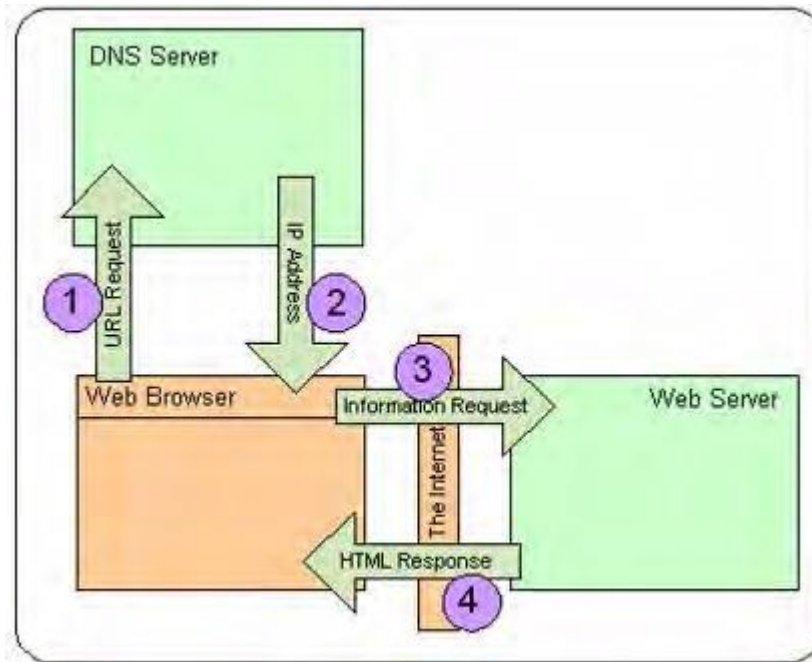 DNS Server
1
URL Request
IP Address
2
Web Browser
3
Information Request
Web Server
The Internet
HTML Response
4